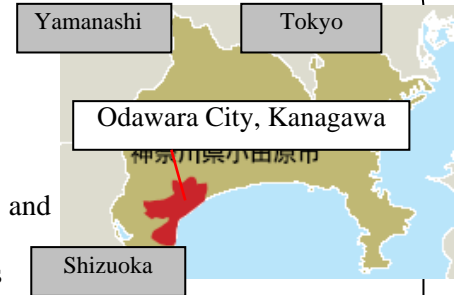 Yamanashi
Tokyo
Odawara City, Kanagawa
神奈川県小田原市
and
Shizuoka
s